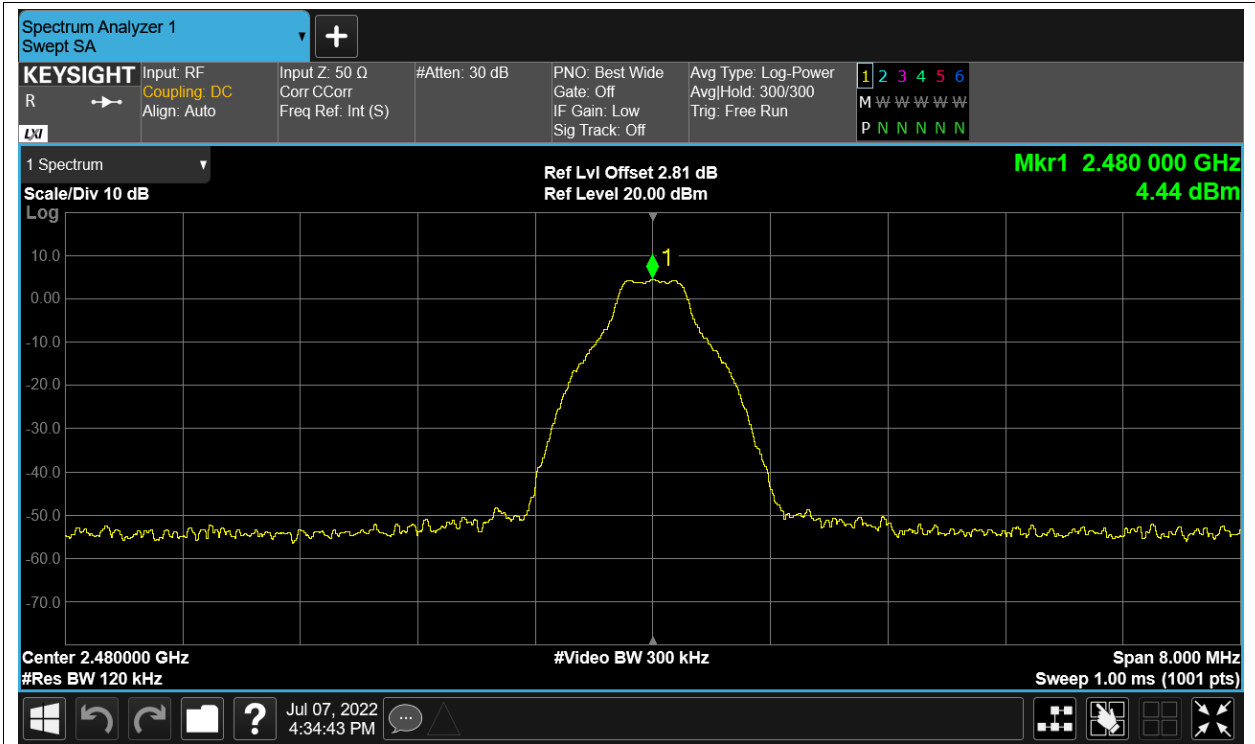 Spectrum Analyzer 1
Swept SA
KEYSIGHT
R
LXI
Input: RF
Coupling: DC
Align: Auto
Input Z: 50 Ω
Corr CCorr
Freq Ref: Int (S)
#Atten: 30 dB
PNO: Best Wide
Gate: Off
IF Gain: Low
Sig Track: Off
Avg Type: Log-Power
Avg|Hold: 300/300
Trig: Free Run
1 2 3 4 5 6
M W W W W W
P N N N N N
1 Spectrum
Scale/Div 10 dB
Ref Lvl Offset 2.81 dB
Ref Level 20.00 dBm
Mkr1 2.480 000 GHz
4.44 dBm
Log
1
10.0
0.00
-10.0
-20.0
-30.0
-40.0
-50.0
-60.0
-70.0
Center 2.480000 GHz
#Res BW 120 kHz
#Video BW 300 kHz
Span 8.000 MHz
Sweep 1.00 ms (1001 pts)
?
Jul 07, 2022
4:34:43 PM